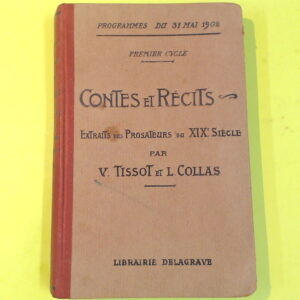 PROGRAMMES DU 31 MAI 1902
PREMIER CYCLE
CONTES ET RÉCITS
EXTRAITS DES PROSATEURS DU XIXE SIÈCLE
PAR
V. TISSOT ET L. COLLAS
LIBRAIRIE DELAGRAVE